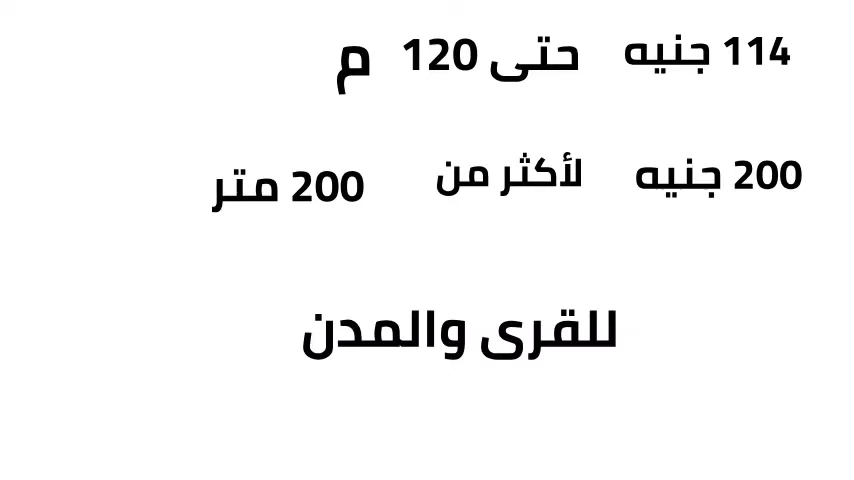 114 جنيه حتى 120 م
200 جنيه لأكثر من 200 متر
للقرى والمدن